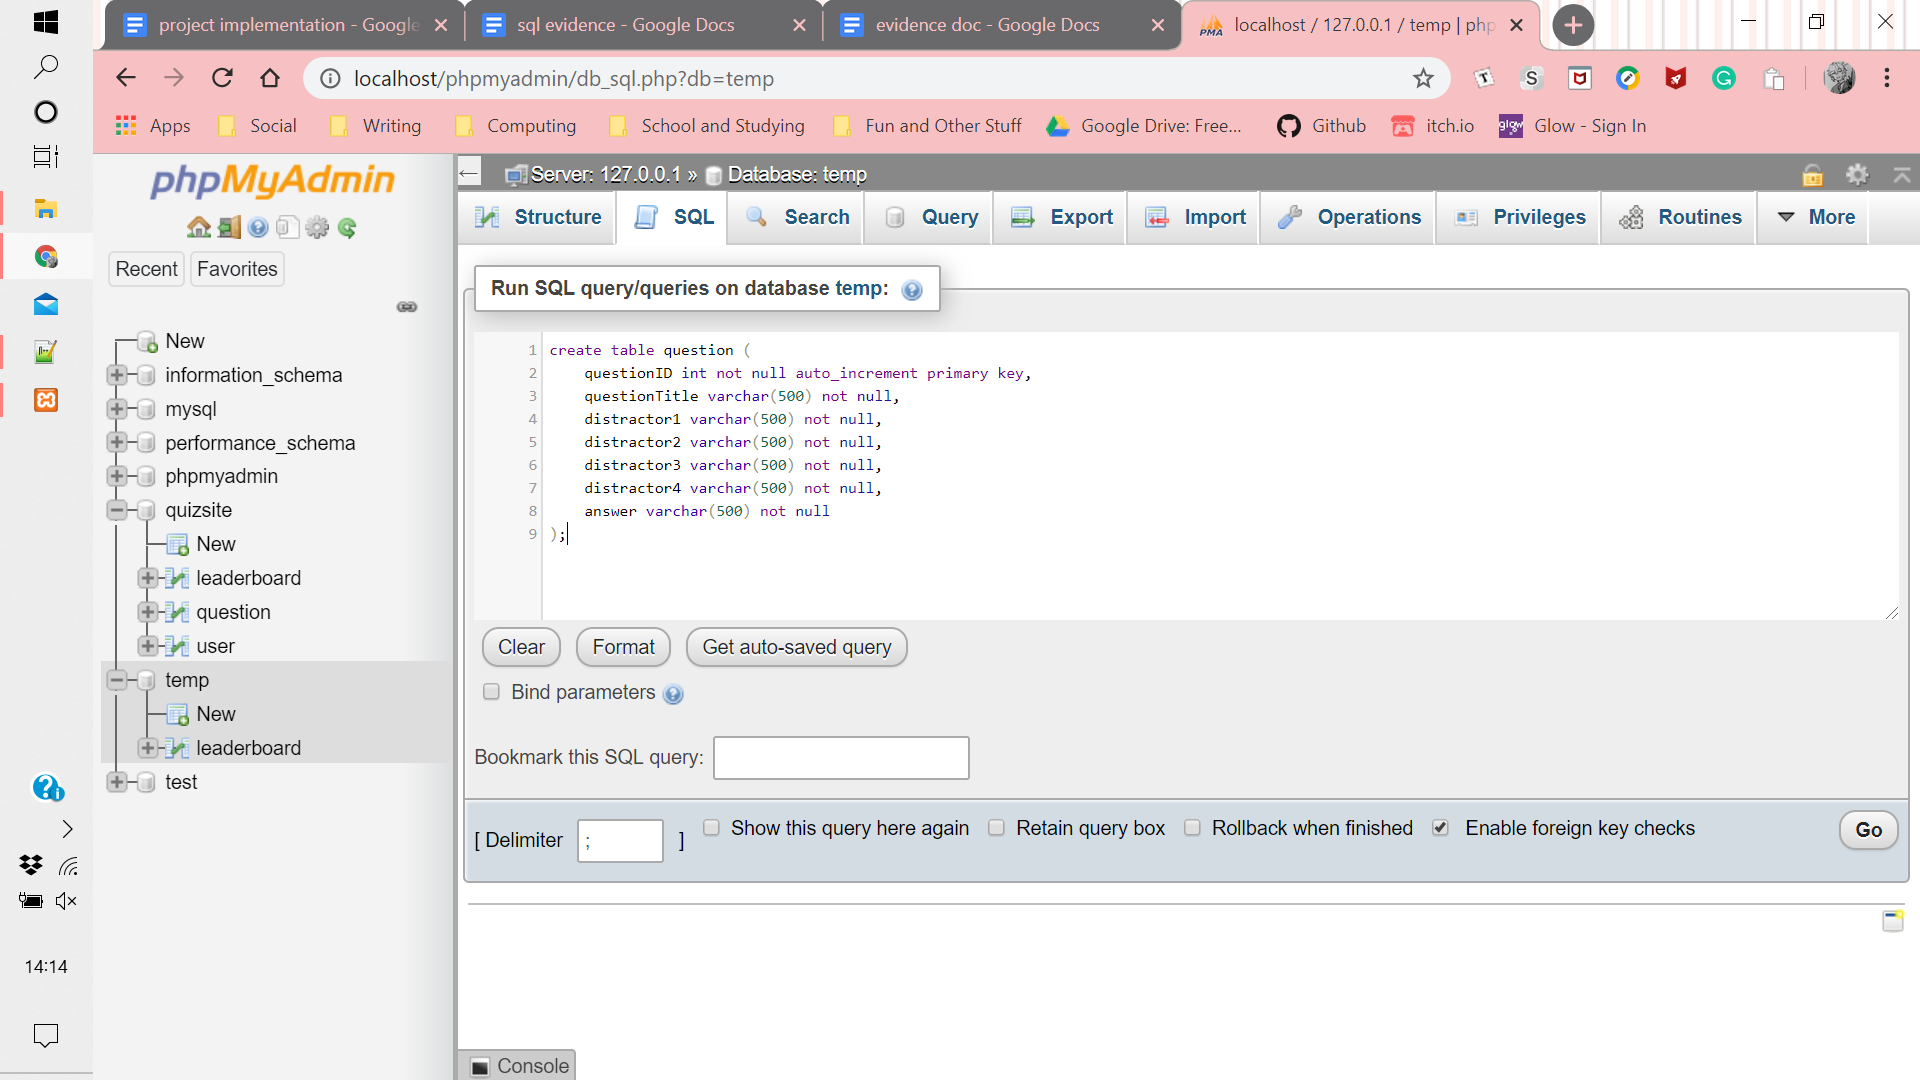 project implementation - Google
sql evidence - Google Docs
evidence doc - Google Docs
PMA
localhost / 127.0.0.1 / temp | php
localhost/phpmyadmin/db_sql.php?db=temp
Apps
Social
Writing
Computing
School and Studying
Fun and Other Stuff
Google Drive: Free...
Github
itch.io
glow
Glow - Sign In
phpMyAdmin
Recent
Favorites
New
information_schema
mysql
performance_schema
phpmyadmin
quizsite
New
leaderboard
question
user
temp
New
leaderboard
test
Server: 127.0.0.1 » Database: temp
Structure
SQL
Search
Query
Export
Import
Operations
Privileges
Routines
More
Run SQL query/queries on database temp:
1 create table question (
2 questionID int not null auto_increment primary key,
3 questionTitle varchar(500) not null,
4 distractor1 varchar(500) not null,
5 distractor2 varchar(500) not null,
6 distractor3 varchar(500) not null,
7 distractor4 varchar(500) not null,
8 answer varchar(500) not null
9 );
Clear
Format
Get auto-saved query
Bind parameters
Bookmark this SQL query:
[ Delimiter ; ]
Show this query here again
Retain query box
Rollback when finished
Enable foreign key checks
Go
Console
14:14